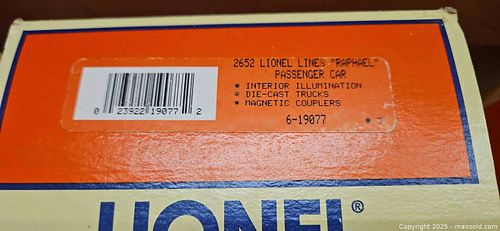 2652 LIONEL LINES "RAPHAEL"
PASSENGER CAR
* INTERIOR ILLUMINATION
* DIE-CAST TRUCKS
* MAGNETIC COUPLERS
6-19077 # 3
0 23922 19077 2
LIONEL®
Copyright © 2025 - maxsold.com